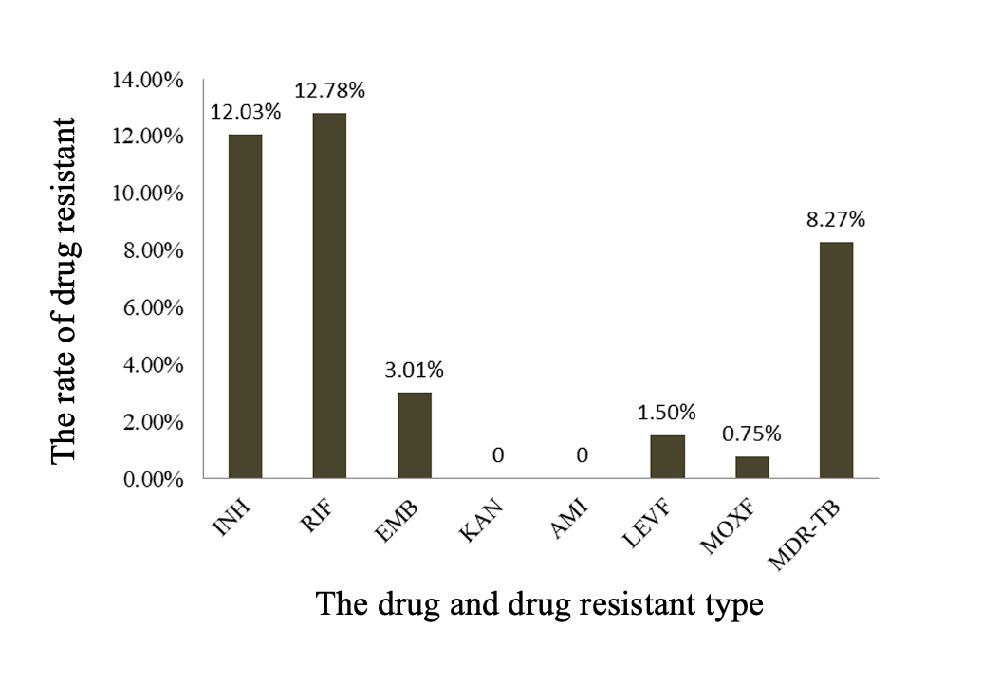 The rate of drug resistant
14.00%
12.00%
10.00%
8.00%
6.00%
4.00%
2.00%
0.00%
12.03%
12.78%
3.01%
0
0
1.50%
0.75%
8.27%
INH
RIF
EMB
KAN
AMI
LEVF
MOXF
MDR-TB
The drug and drug resistant type